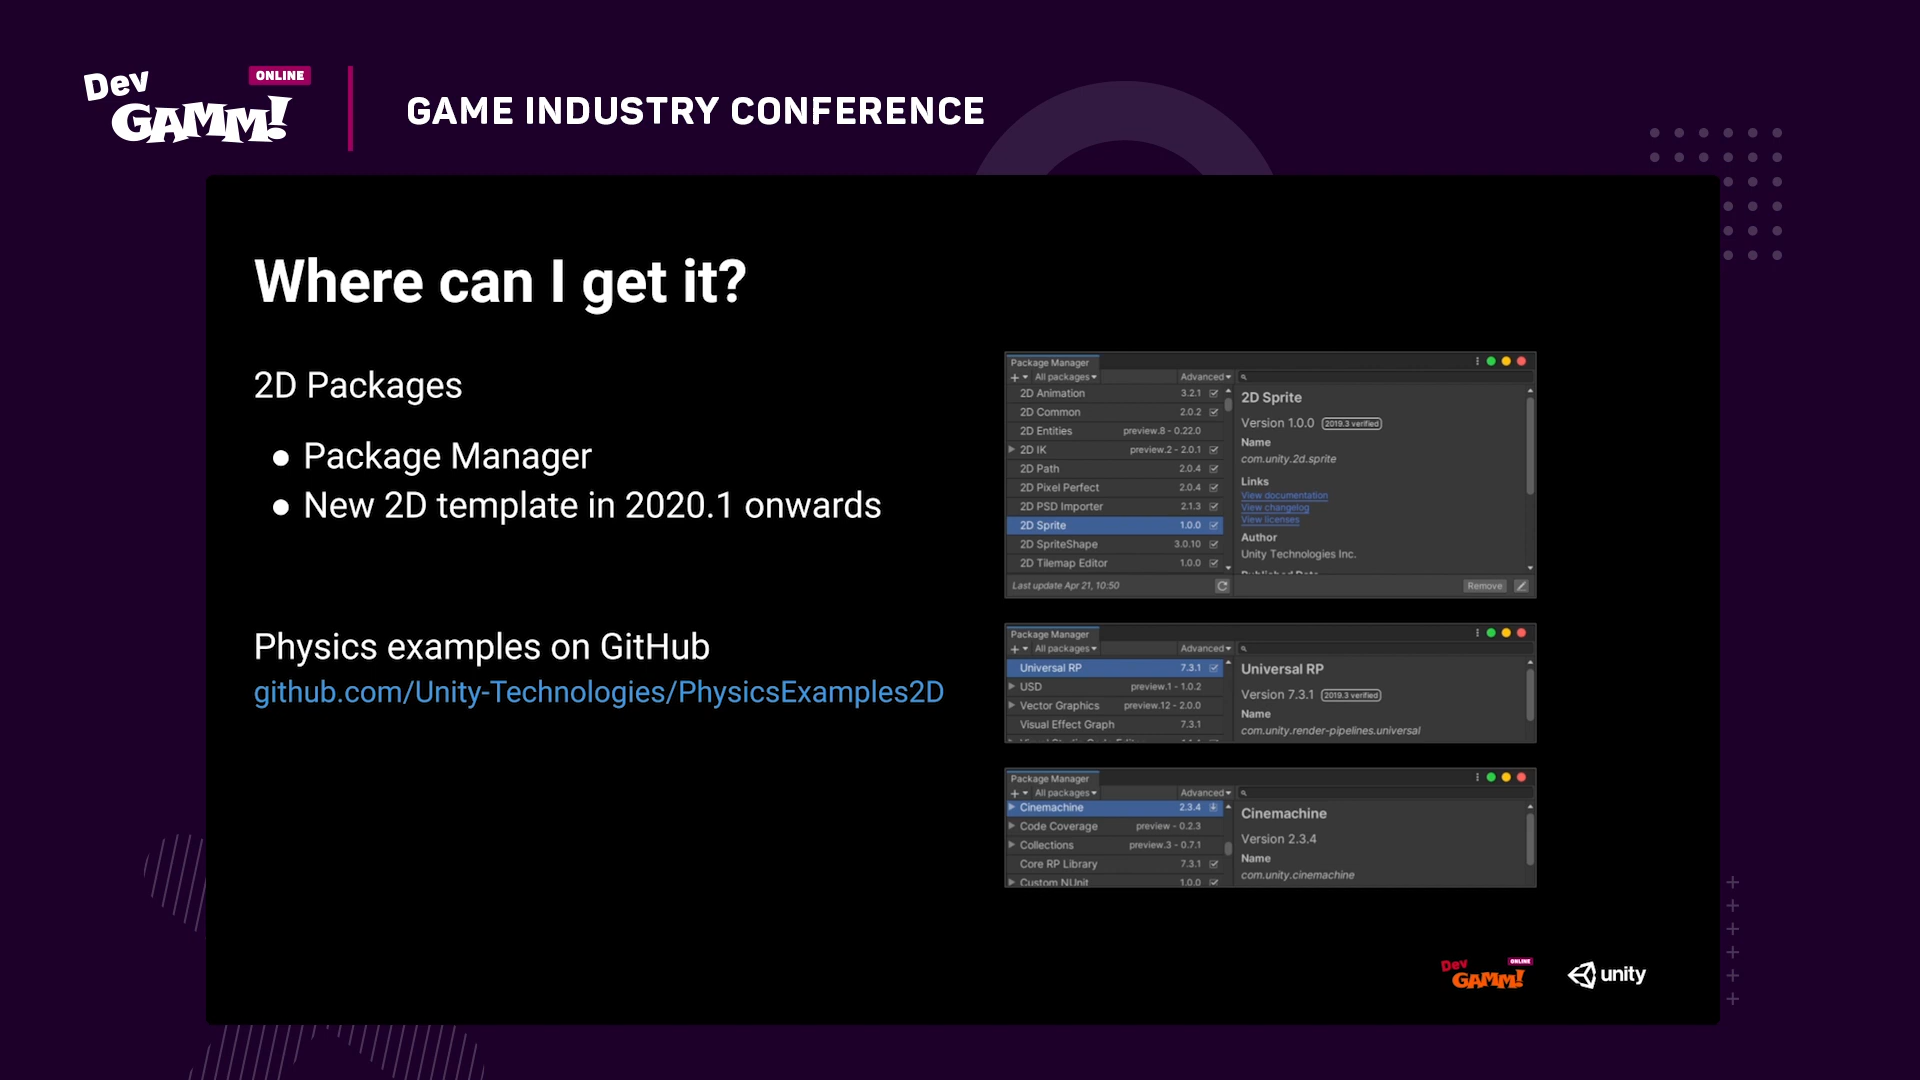 Dev
GAMM!
ONLINE
GAME INDUSTRY CONFERENCE
Where can I get it?
2D Packages
● Package Manager
● New 2D template in 2020.1 onwards
Physics examples on GitHub
github.com/Unity-Technologies/PhysicsExamples2D
Package Manager
+ All packages Advanced
2D Animation 3.2.1
2D Common 2.0.2
2D Entities preview.8 - 0.22.0
2D IK preview.2 - 2.0.1
2D Path 2.0.4
2D Pixel Perfect 2.0.4
2D PSD Importer 2.1.3
2D Sprite 1.0.0
2D SpriteShape 3.0.10
2D Tilemap Editor 1.0.0
Last update Apr 21, 10:50
2D Sprite
Version 1.0.0 2019.3 verified
Name
com.unity.2d.sprite
Links
View documentation
View changelog
View licenses
Author
Unity Technologies Inc.
Remove
Package Manager
+ All packages Advanced
Universal RP 7.3.1
USD preview.1 - 1.0.2
Vector Graphics preview.12 - 2.0.0
Visual Effect Graph 7.3.1
Universal RP
Version 7.3.1 2019.3 verified
Name
com.unity.render-pipelines.universal
Package Manager
+ All packages Advanced
Cinemachine 2.3.4
Code Coverage preview - 0.2.3
Collections preview.3 - 0.7.1
Core RP Library 7.3.1
Custom NUnit 1.0.0
Cinemachine
Version 2.3.4
Name
com.unity.cinemachine
Dev
GAMM!
ONLINE
unity